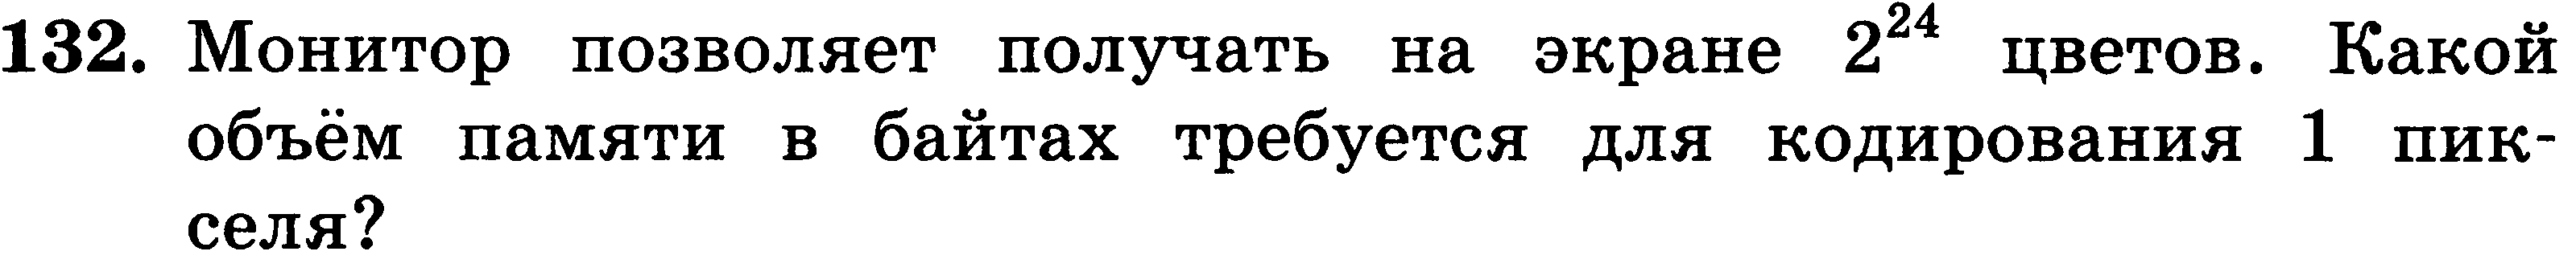 132. Монитор позволяет получать на экране 2²⁴ цветов. Какой
объём памяти в байтах требуется для кодирования 1 пик-
селя?